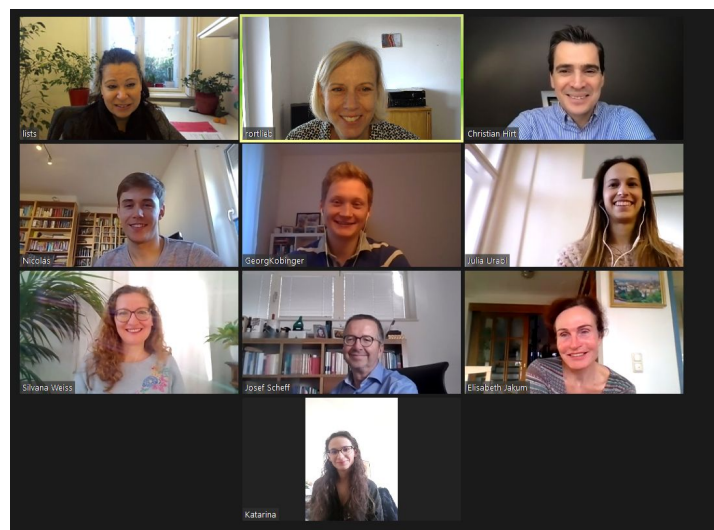 lists
rortlieb
Christian Hirt
Nicolas
GeorgKobinger
Julia Urabl
Silvana Weiss
Josef Scheff
Elisabeth Jakum
Katarina